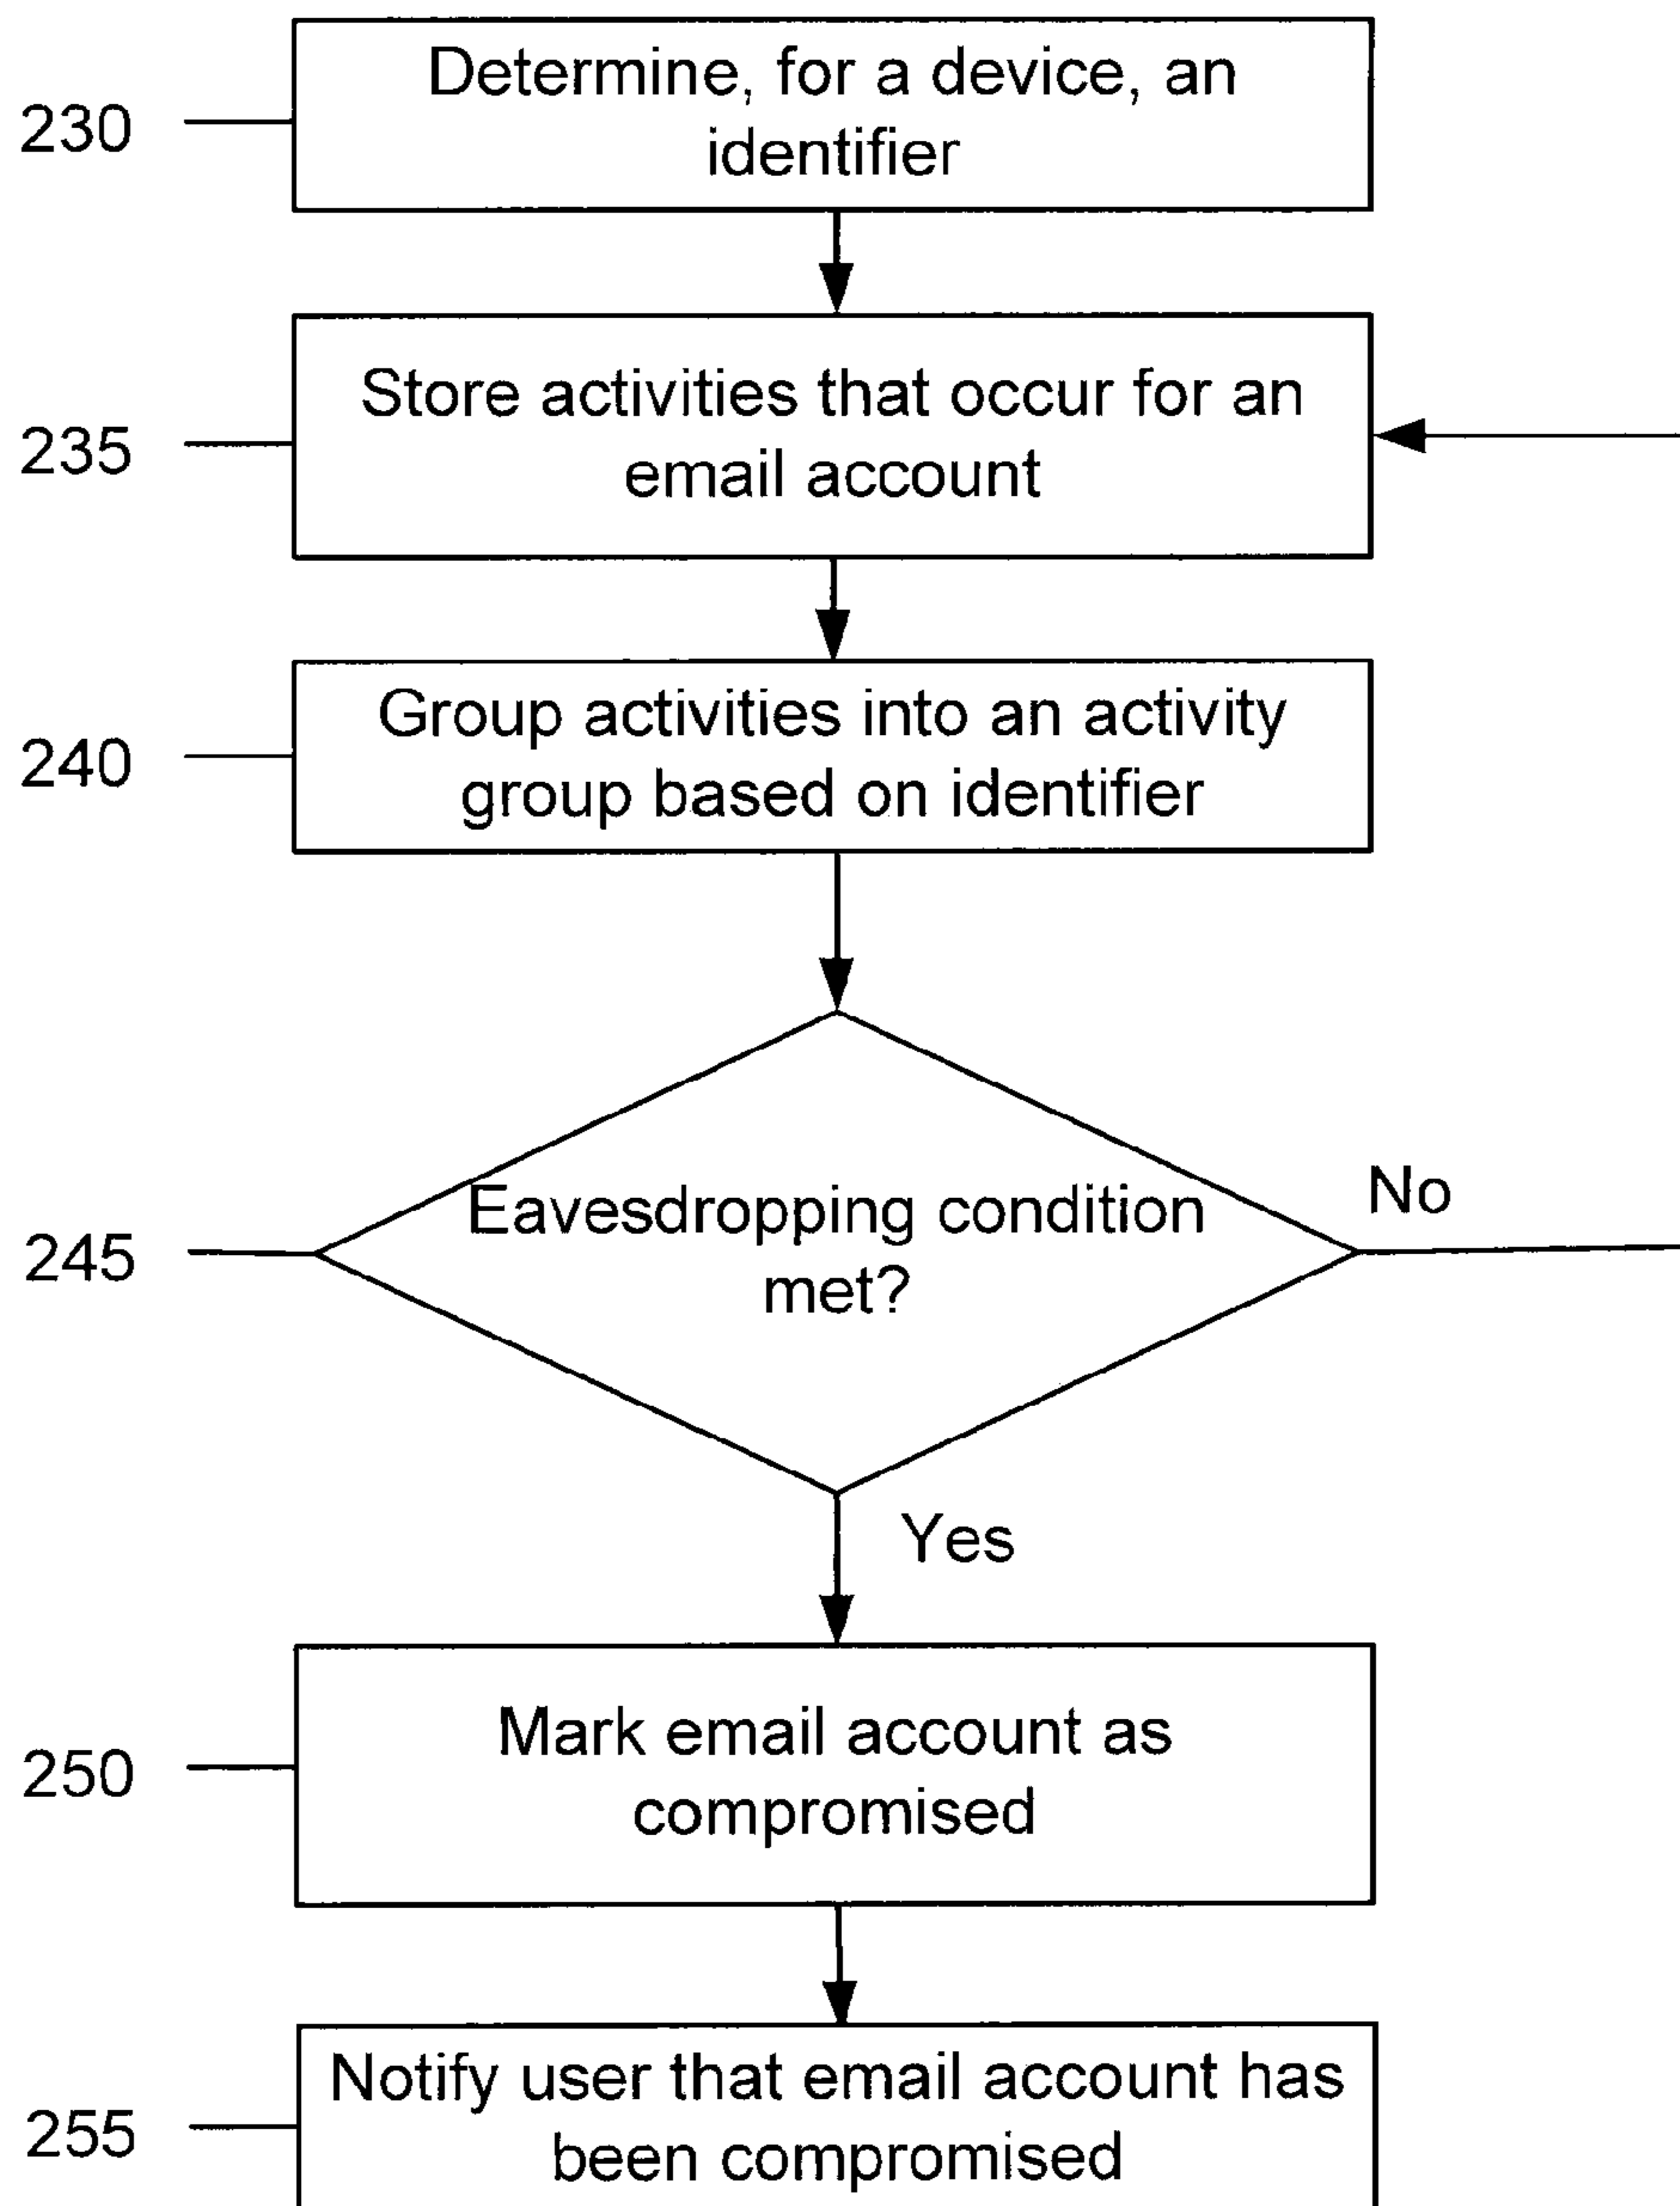 230
Determine, for a device, an
identifier
235
Store activities that occur for an
email account
240
Group activities into an activity
group based on identifier
245
Eavesdropping condition
met?
No
Yes
250
Mark email account as
compromised
255
Notify user that email account has
been compromised